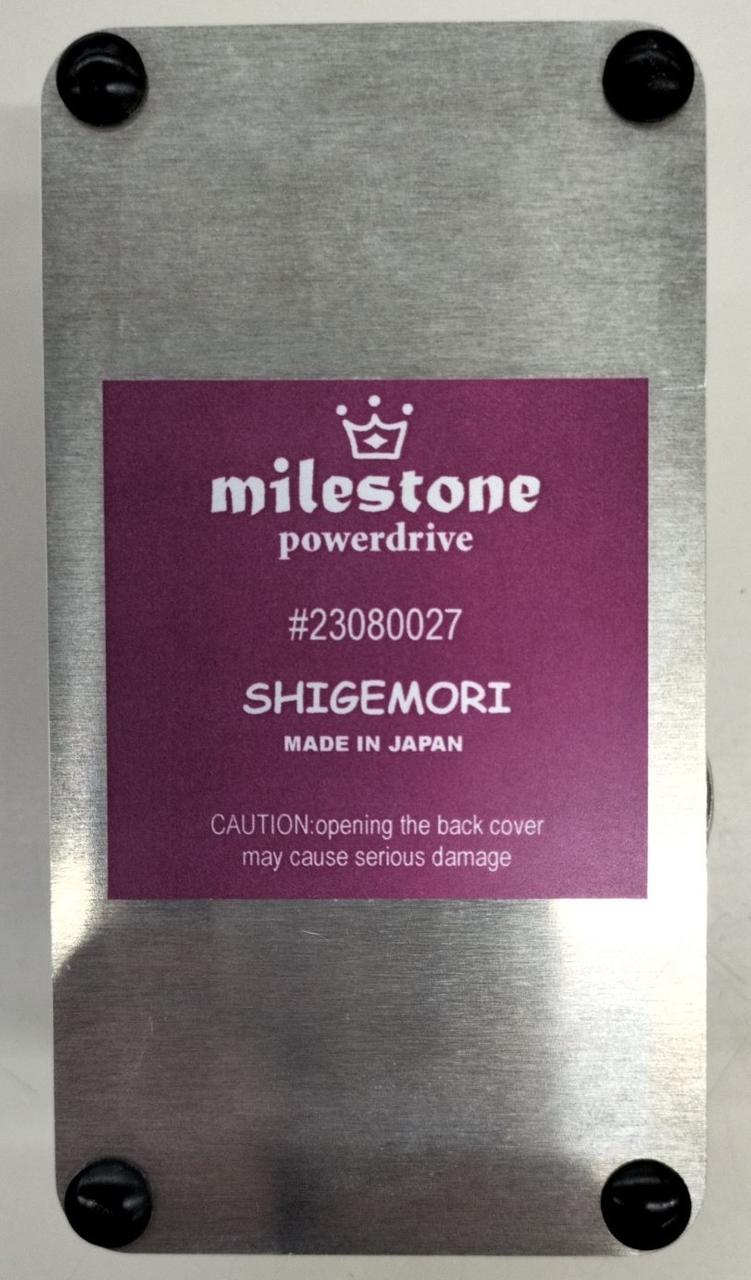 milestone
powerdrive
#23080027
SHIGEMORI
MADE IN JAPAN
CAUTION:opening the back cover
may cause serious damage